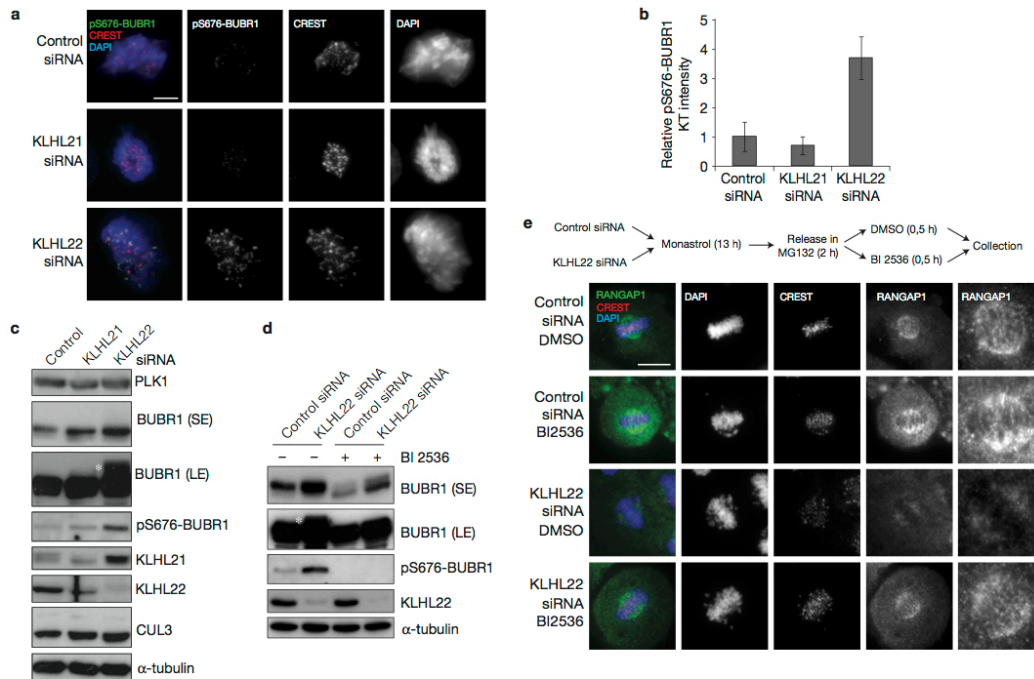 a
pS676-BUBR1
CREST
DAPI
pS676-BUBR1
CREST
DAPI
Control
siRNA
KLHL21
siRNA
KLHL22
siRNA
b
Relative pS676-BUBR1
KT intensity
5
4
3
2
1
0
Control
siRNA
KLHL21
siRNA
KLHL22
siRNA
c
Control
KLHL21
KLHL22
siRNA
PLK1
BUBR1 (SE)
*
BUBR1 (LE)
pS676-BUBR1
KLHL21
KLHL22
CUL3
α-tubulin
d
Control siRNA
KLHL22 siRNA
Control siRNA
KLHL22 siRNA
– – + + BI 2536
BUBR1 (SE)
*
BUBR1 (LE)
pS676-BUBR1
KLHL22
α-tubulin
e
Control siRNA
KLHL22 siRNA
Monastrol (13 h)
Release in
MG132 (2 h)
DMSO (0,5 h)
BI 2536 (0,5 h)
Collection
RANGAP1
CREST
DAPI
DAPI
CREST
RANGAP1
RANGAP1
Control
siRNA
DMSO
Control
siRNA
BI2536
KLHL22
siRNA
DMSO
KLHL22
siRNA
BI2536